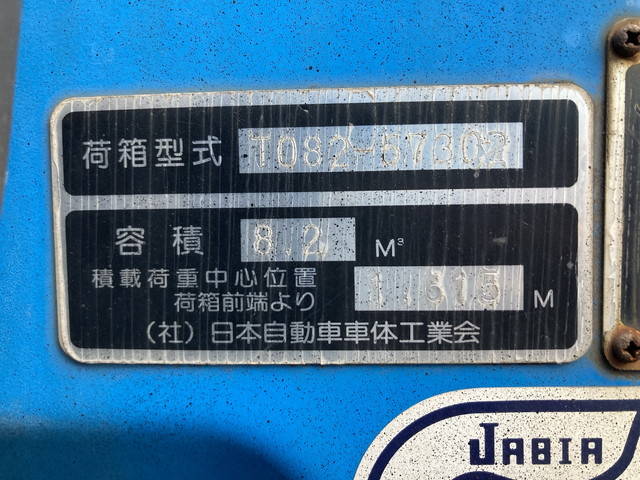 荷箱型式 T082-57302
容積 8.2 M³
積載荷重中心位置
荷箱前端より 1.615 M
(社)日本自動車車体工業会
JABIA